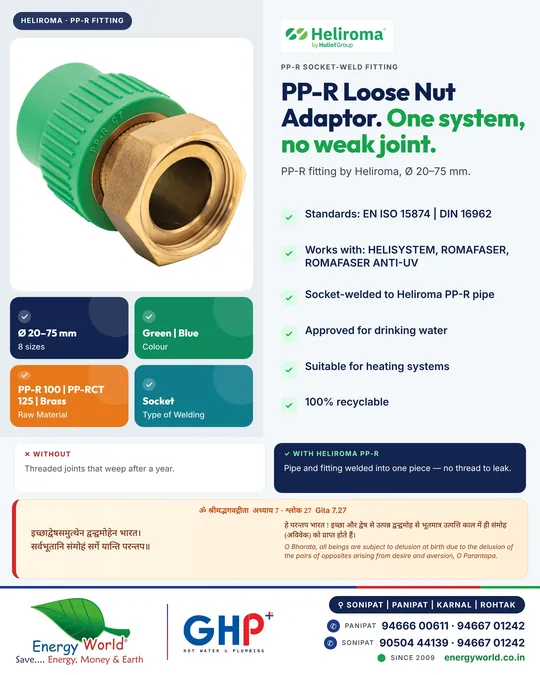 HELIROMA · PP-R FITTING
Heliroma®
by HuliotGroup
PP-R SOCKET-WELD FITTING
PP-R Loose Nut
Adaptor. One system,
no weak joint.
PP-R fitting by Heliroma, Ø 20–75 mm.
Standards: EN ISO 15874 | DIN 16962
Works with: HELISYSTEM, ROMAFASER,
ROMAFASER ANTI-UV
Socket-welded to Heliroma PP-R pipe
Approved for drinking water
Suitable for heating systems
100% recyclable
Ø 20–75 mm
8 sizes
Green | Blue
Colour
PP-R 100 | PP-RCT
125 | Brass
Raw Material
Socket
Type of Welding
✕ WITHOUT
Threaded joints that weep after a year.
✓ WITH HELIROMA PP-R
Pipe and fitting welded into one piece — no thread to leak.
ॐ श्रीमद्भगवद्गीता अध्याय 7 · श्लोक 27 Gita 7.27
इच्छाद्वेषसमुत्थेन द्वन्द्वमोहेन भारत।
सर्वभूतानि संमोहं सर्गे यान्ति परन्तप॥
हे परन्तप भारत ! इच्छा और द्वेष से उत्पन्न द्वन्द्वमोह से भूतमात्र उत्पत्ति काल में ही संमोह
(अविवेक) को प्राप्त होते हैं।
O Bharata, all beings are subject to delusion at birth due to the delusion of
the pairs of opposites arising from desire and aversion, O Parantapa.
Energy World®
Save.... Energy, Money & Earth
GHP+
HOT WATER & PLUMBING
SONIPAT | PANIPAT | KARNAL | ROHTAK
PANIPAT 94666 00611 · 94667 01242
SONIPAT 90504 44139 · 94667 01242
SINCE 2009 energyworld.co.in